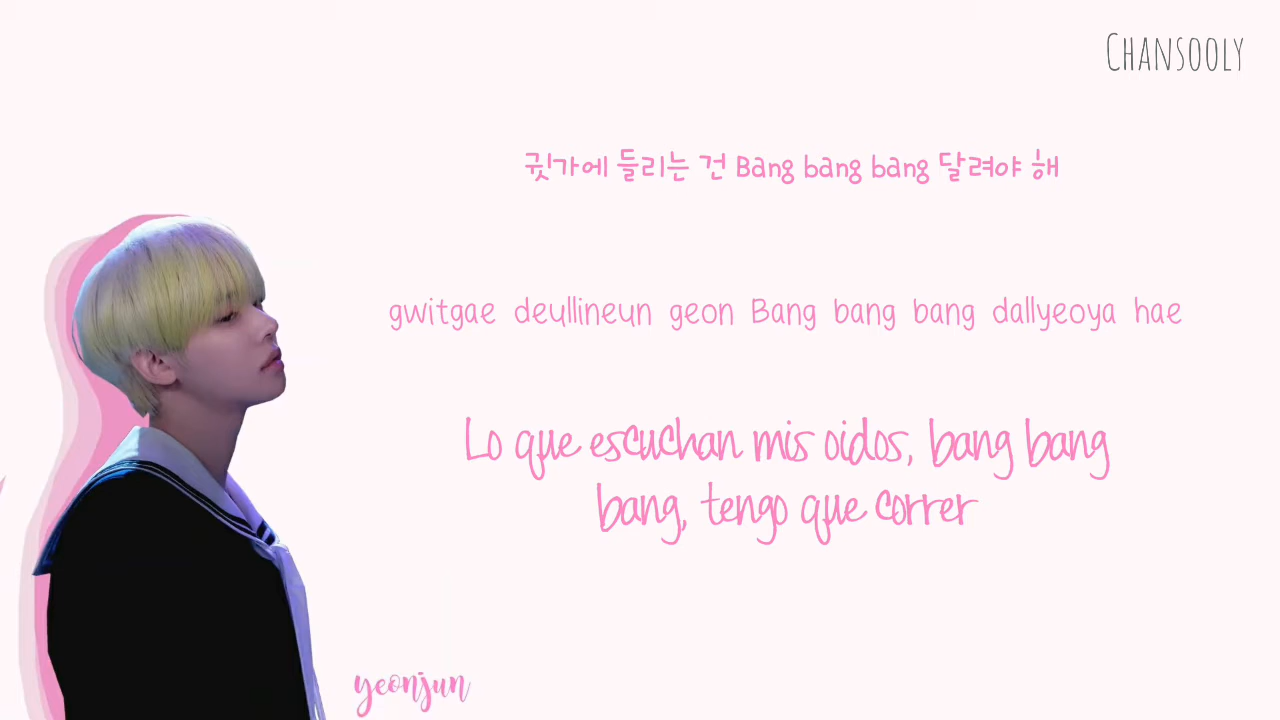 Chansooly
귓가에 들리는 건 Bang bang bang 달려야 해
gwitgae deullineun geon Bang bang bang dallyeoya hae
Lo que escuchan mis oidos, bang bang
bang, tengo que correr
yeonjun